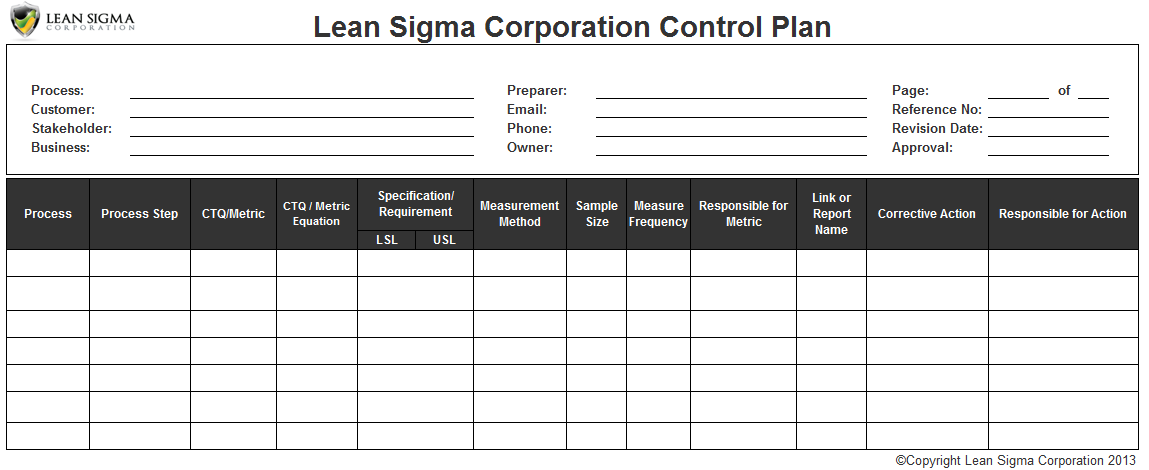 LEAN SIGMA
CORPORATION
Lean Sigma Corporation Control Plan
Process: Preparer: Page: of
Customer: Email: Reference No:
Stakeholder: Phone: Revision Date:
Business: Owner: Approval:
Process
Process Step
CTQ/Metric
CTQ / Metric
Equation
Specification/
Requirement
LSL USL
Measurement
Method
Sample
Size
Measure
Frequency
Responsible for
Metric
Link or
Report
Name
Corrective Action
Responsible for Action
©Copyright Lean Sigma Corporation 2013